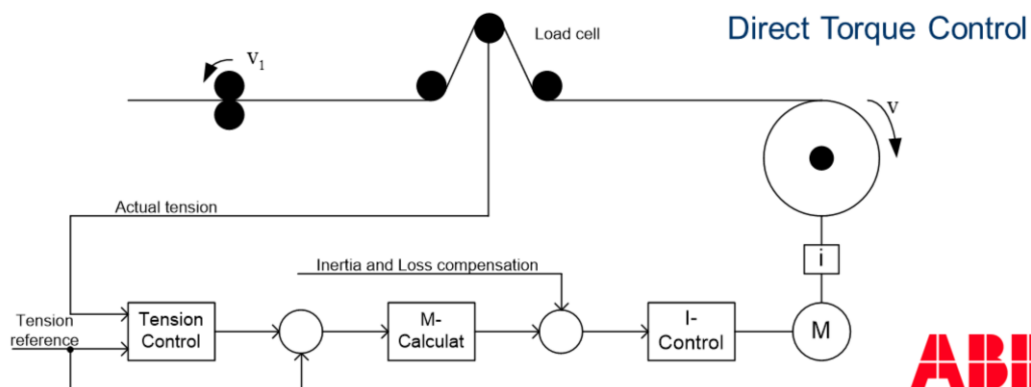 Direct Torque Control
v1
Load cell
v
Actual tension
i
Inertia and Loss compensation
Tension
reference
Tension
Control
M-
Calculat
I-
Control
M
ABB